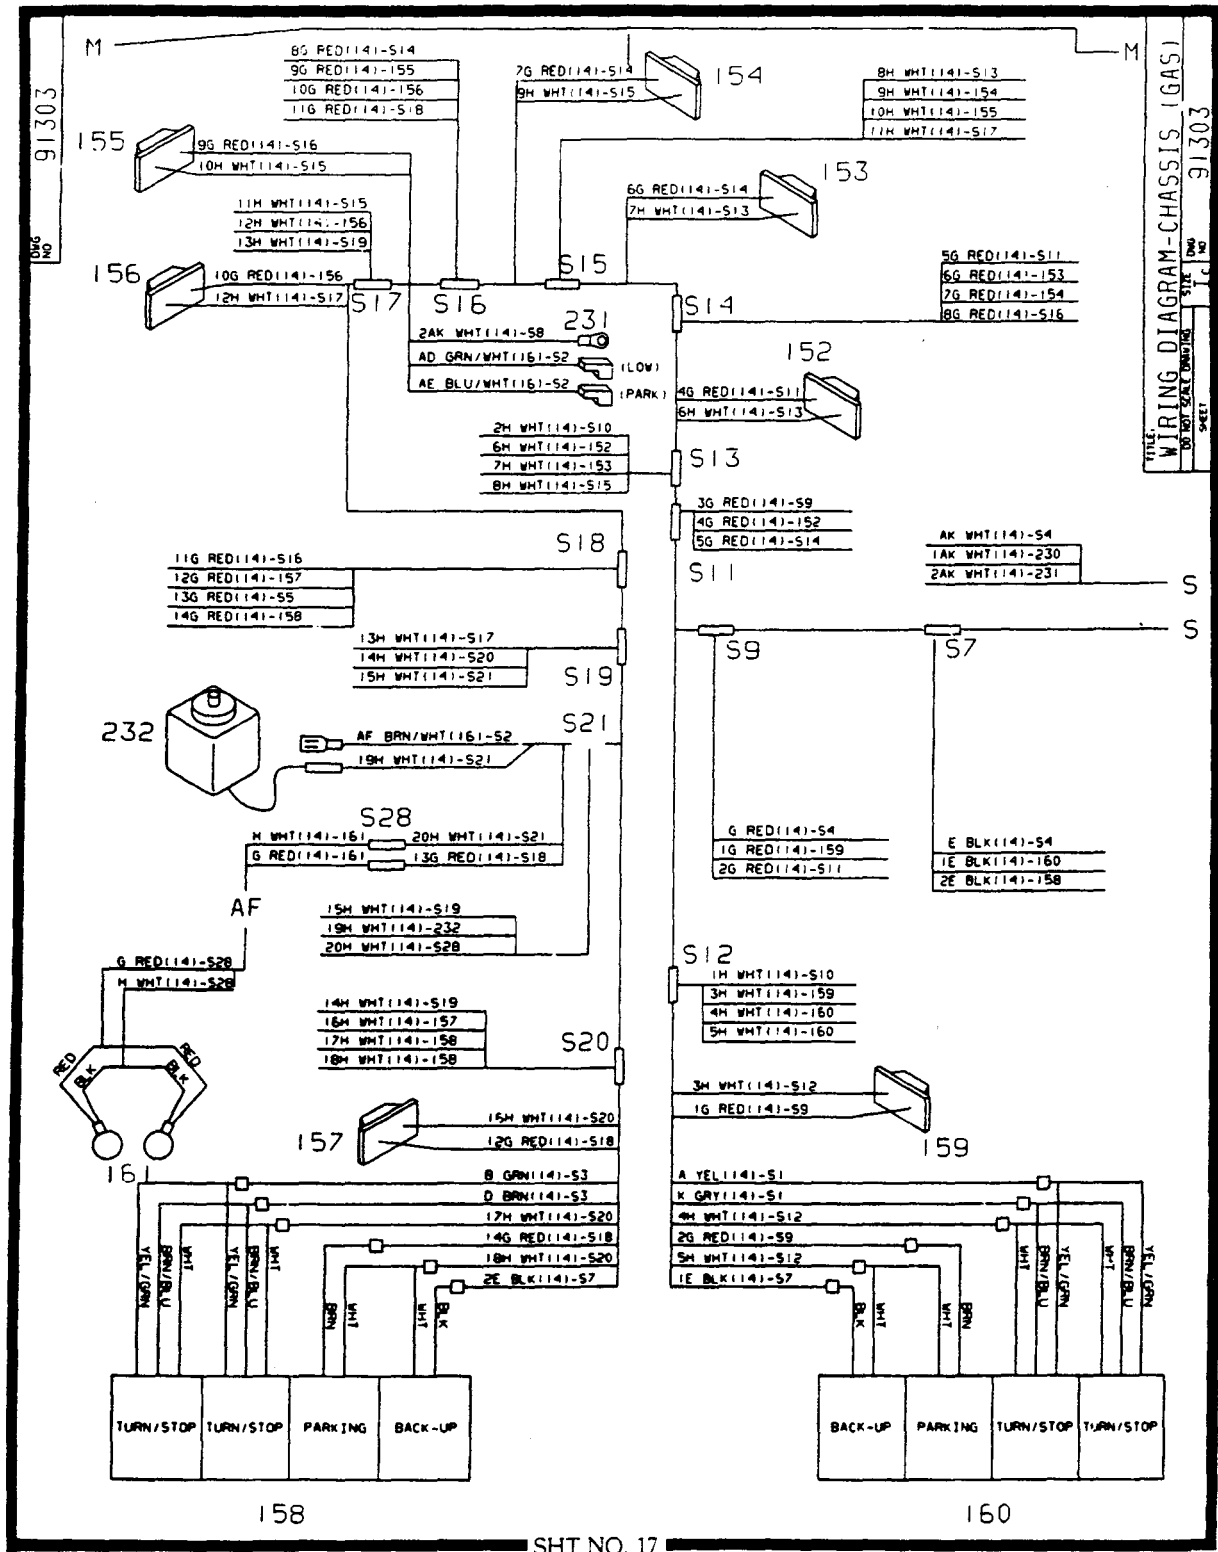 M
M
91303
DWG NO
TITLE:
WIRING DIAGRAM-CHASSIS (GAS)
DO NOT SCALE DRAWING
SIZE
DWG NO
91303
SHEET
8G RED(14)-S14
9G RED(14)-155
10G RED(14)-156
11G RED(14)-S18
7G RED(14)-S14
9H WHT(14)-S15
154
8H WHT(14)-S13
9H WHT(14)-154
10H WHT(14)-155
11H WHT(14)-S17
155
9G RED(14)-S16
10H WHT(14)-S15
153
6G RED(14)-S14
7H WHT(14)-S13
11H WHT(14)-S15
12H WHT(14)-156
13H WHT(14)-S19
156
10G RED(14)-156
12H WHT(14)-S17
S17
S16
S15
S14
5G RED(14)-S11
6G RED(14)-153
7G RED(14)-154
8G RED(14)-S16
231
2AK WHT(14)-S8
AD GRN/WHT(16)-S2
(LOW)
AE BLU/WHT(16)-S2
(PARK)
152
4G RED(14)-S11
6H WHT(14)-S13
2H WHT(14)-S10
6H WHT(14)-152
7H WHT(14)-153
8H WHT(14)-S15
S13
3G RED(14)-S9
4G RED(14)-152
5G RED(14)-S14
S11
S18
11G RED(14)-S16
12G RED(14)-157
13G RED(14)-S5
14G RED(14)-158
AK WHT(14)-S4
1AK WHT(14)-230
2AK WHT(14)-231
S
S
S9
S7
13H WHT(14)-S17
14H WHT(14)-S20
15H WHT(14)-S21
S19
S21
232
AF BRN/WHT(16)-S2
19H WHT(14)-S21
S28
H WHT(14)-161
20H WHT(14)-S21
G RED(14)-161
13G RED(14)-S18
G RED(14)-S4
1G RED(14)-159
2G RED(14)-S11
E BLK(14)-S4
1E BLK(14)-160
2E BLK(14)-158
AF
15H WHT(14)-S19
19H WHT(14)-232
20H WHT(14)-S28
G RED(14)-S28
H WHT(14)-S28
S12
1H WHT(14)-S10
3H WHT(14)-159
4H WHT(14)-160
5H WHT(14)-160
14H WHT(14)-S19
16H WHT(14)-157
17H WHT(14)-158
18H WHT(14)-158
S20
RED
BLK
RED
BLK
161
3H WHT(14)-S12
1G RED(14)-S9
159
157
16H WHT(14)-S20
12G RED(14)-S18
B GRN(14)-S3
D BRN(14)-S3
17H WHT(14)-S20
14G RED(14)-S18
18H WHT(14)-S20
2E BLK(14)-S7
A YEL(14)-S1
K GRY(14)-S1
4H WHT(14)-S12
2G RED(14)-S9
5H WHT(14)-S12
1E BLK(14)-S7
YEL/GRN
BRN/BLU
WHT
YEL/GRN
BRN/BLU
WHT
BRN
WHT
WHT
BLK
BLK
WHT
WHT
BRN
WHT
BRN/BLU
YEL/GRN
WHT
BRN/BLU
YEL/GRN
TURN/STOP
TURN/STOP
PARKING
BACK-UP
BACK-UP
PARKING
TURN/STOP
TURN/STOP
158
160
SHT NO. 17